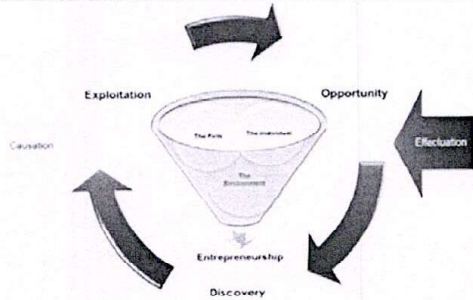 Exploitation
Opportunity
The Firm
The Individual
Causation
Effectuation
The
Environment
Entrepreneurship
Discovery